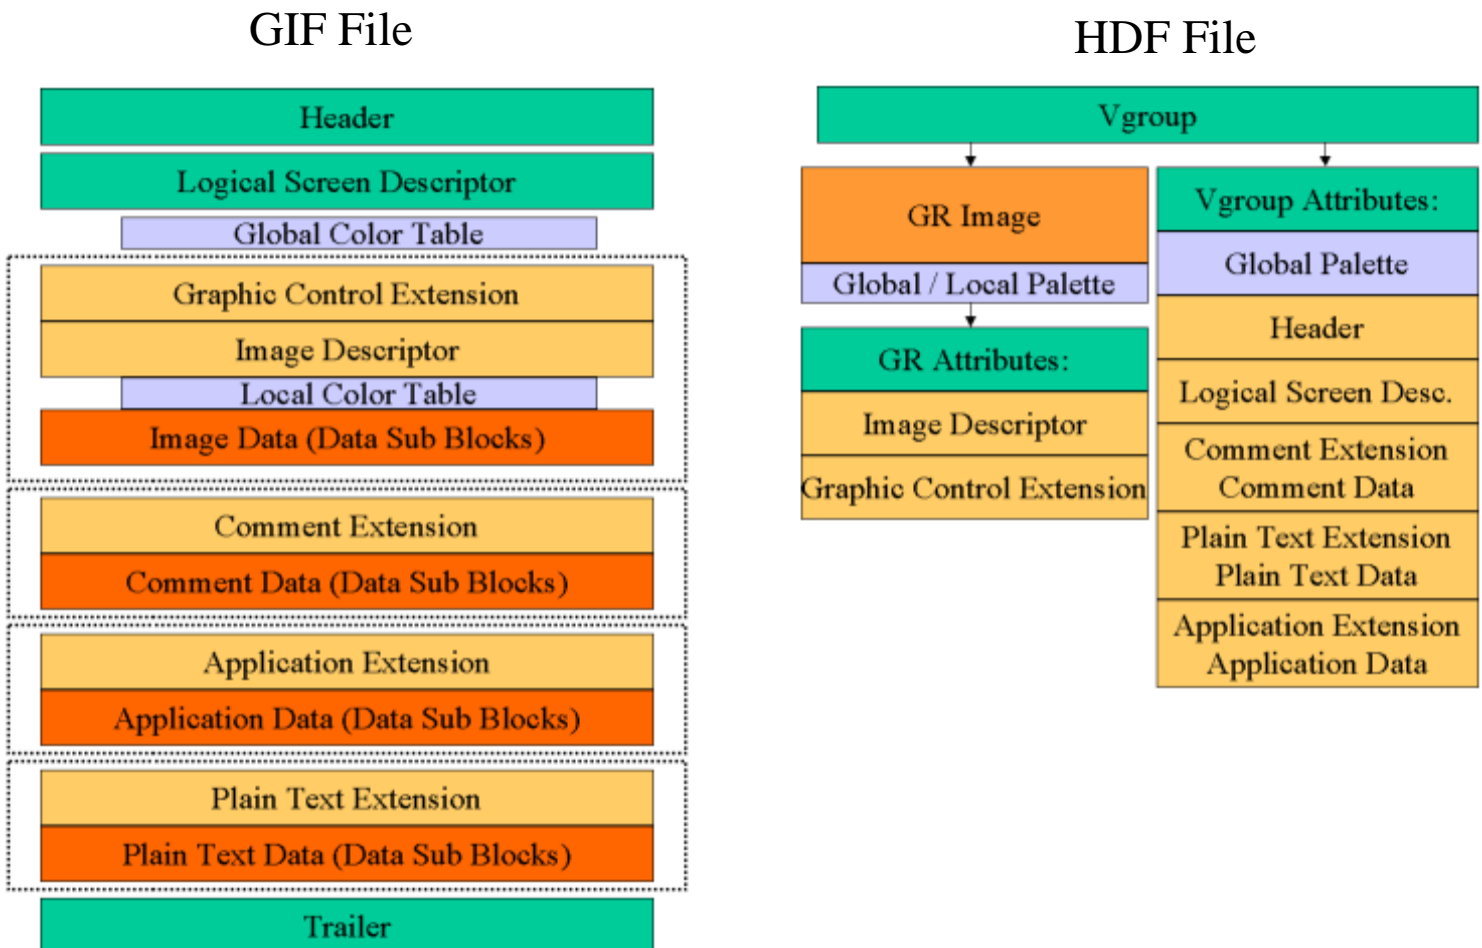 GIF File
Header
Logical Screen Descriptor
Global Color Table
Graphic Control Extension
Image Descriptor
Local Color Table
Image Data (Data Sub Blocks)
Comment Extension
Comment Data (Data Sub Blocks)
Application Extension
Application Data (Data Sub Blocks)
Plain Text Extension
Plain Text Data (Data Sub Blocks)
Trailer
HDF File
Vgroup
GR Image
Global / Local Palette
GR Attributes:
Image Descriptor
Graphic Control Extension
Vgroup Attributes:
Global Palette
Header
Logical Screen Desc.
Comment Extension
Comment Data
Plain Text Extension
Plain Text Data
Application Extension
Application Data